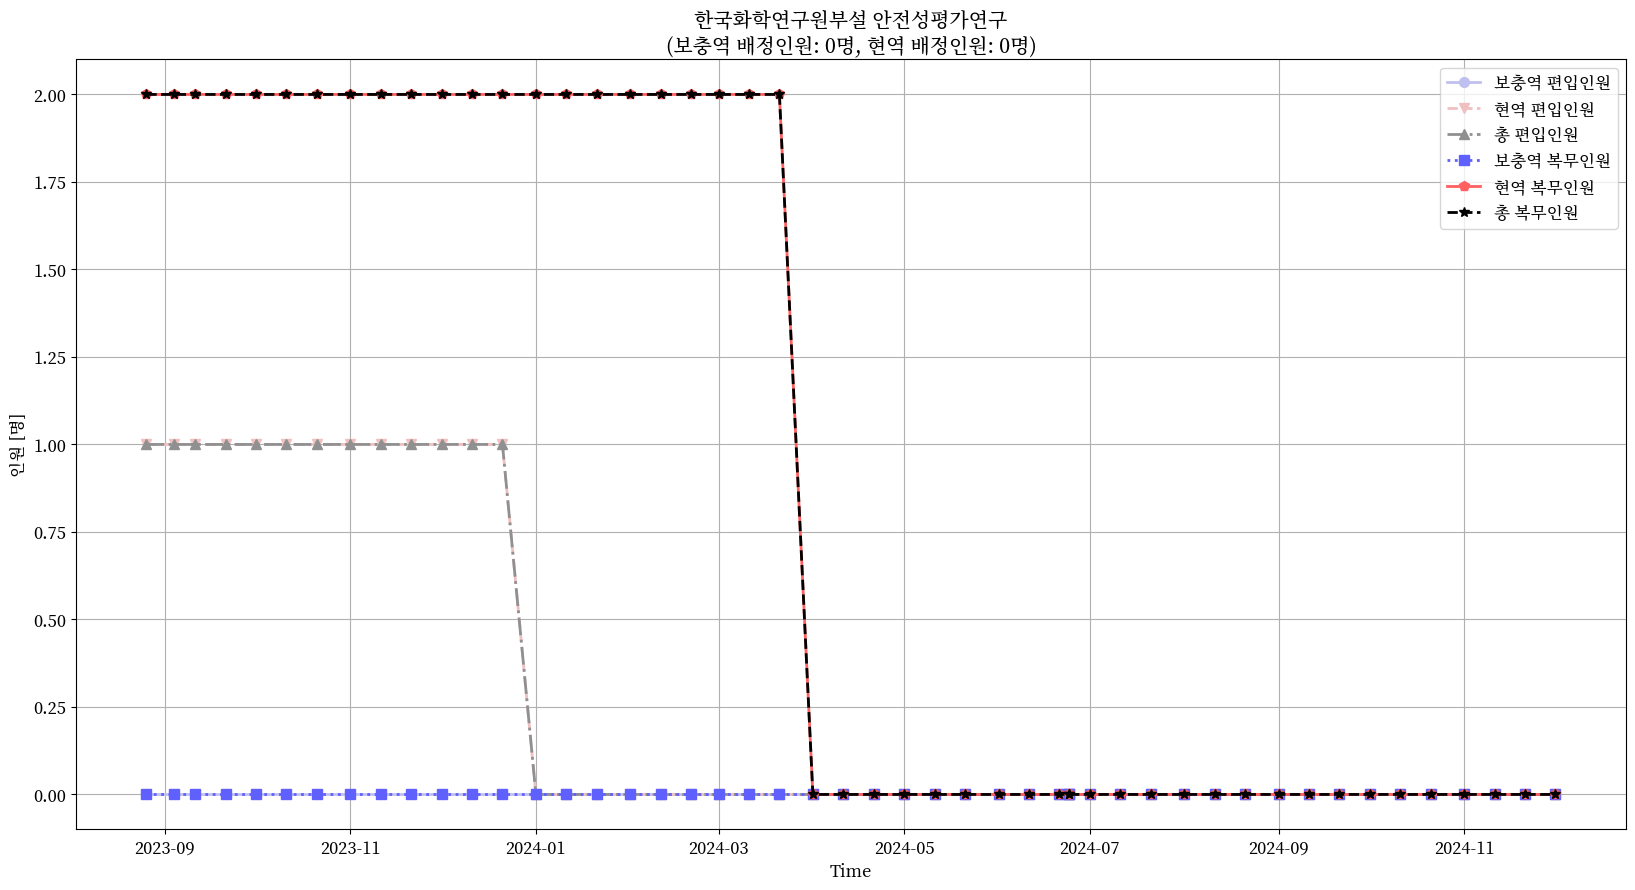 한국화학연구원부설 안전성평가연구
(보충역 배정인원: 0명, 현역 배정인원: 0명)
보충역 편입인원
현역 편입인원
총 편입인원
보충역 복무인원
현역 복무인원
총 복무인원
2.00
1.75
1.50
1.25
1.00
0.75
0.50
0.25
0.00
인원 [명]
2023-09 2023-11 2024-01 2024-03 2024-05 2024-07 2024-09 2024-11
Time